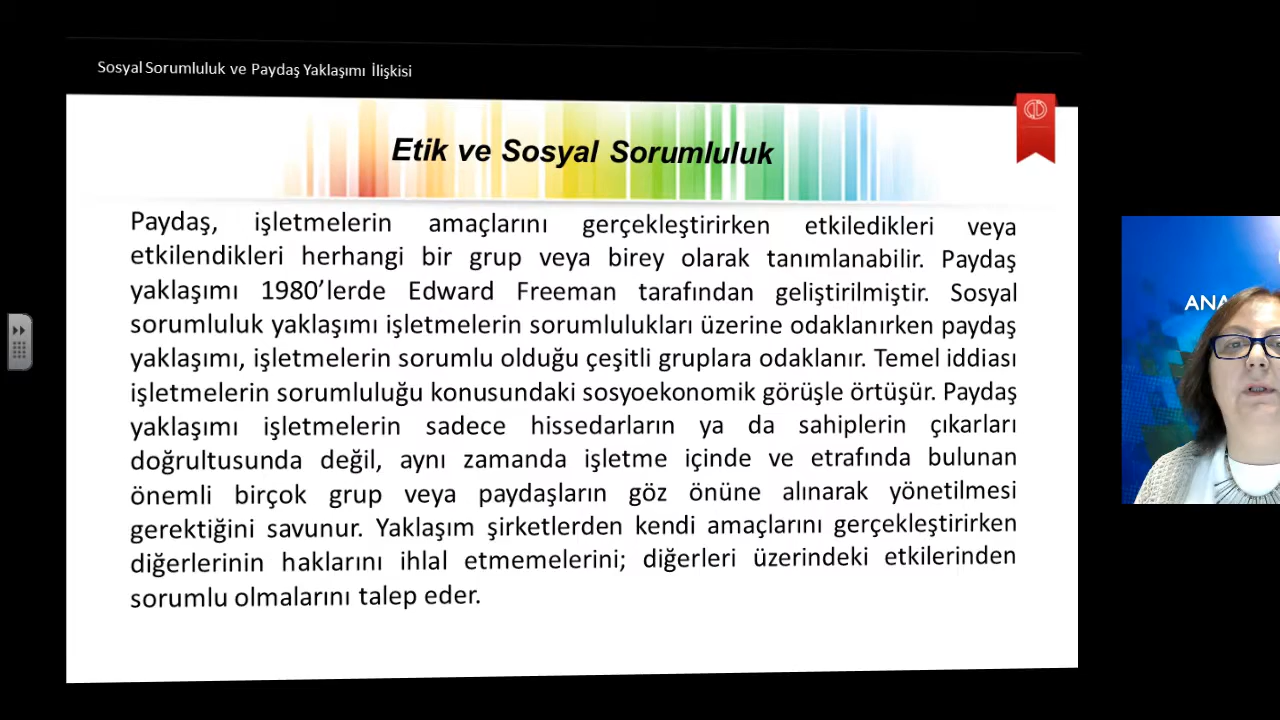 Sosyal Sorumluluk ve Paydaş Yaklaşımı İlişkisi
Etik ve Sosyal Sorumluluk
Paydaş, işletmelerin amaçlarını gerçekleştirirken etkiledikleri veya
etkilendikleri herhangi bir grup veya birey olarak tanımlanabilir. Paydaş
yaklaşımı 1980’lerde Edward Freeman tarafından geliştirilmiştir. Sosyal
sorumluluk yaklaşımı işletmelerin sorumlulukları üzerine odaklanırken paydaş
yaklaşımı, işletmelerin sorumlu olduğu çeşitli gruplara odaklanır. Temel iddiası
işletmelerin sorumluluğu konusundaki sosyoekonomik görüşle örtüşür. Paydaş
yaklaşımı işletmelerin sadece hissedarların ya da sahiplerin çıkarları
doğrultusunda değil, aynı zamanda işletme içinde ve etrafında bulunan
önemli birçok grup veya paydaşların göz önüne alınarak yönetilmesi
gerektiğini savunur. Yaklaşım şirketlerden kendi amaçlarını gerçekleştirirken
diğerlerinin haklarını ihlal etmemelerini; diğerleri üzerindeki etkilerinden
sorumlu olmalarını talep eder.